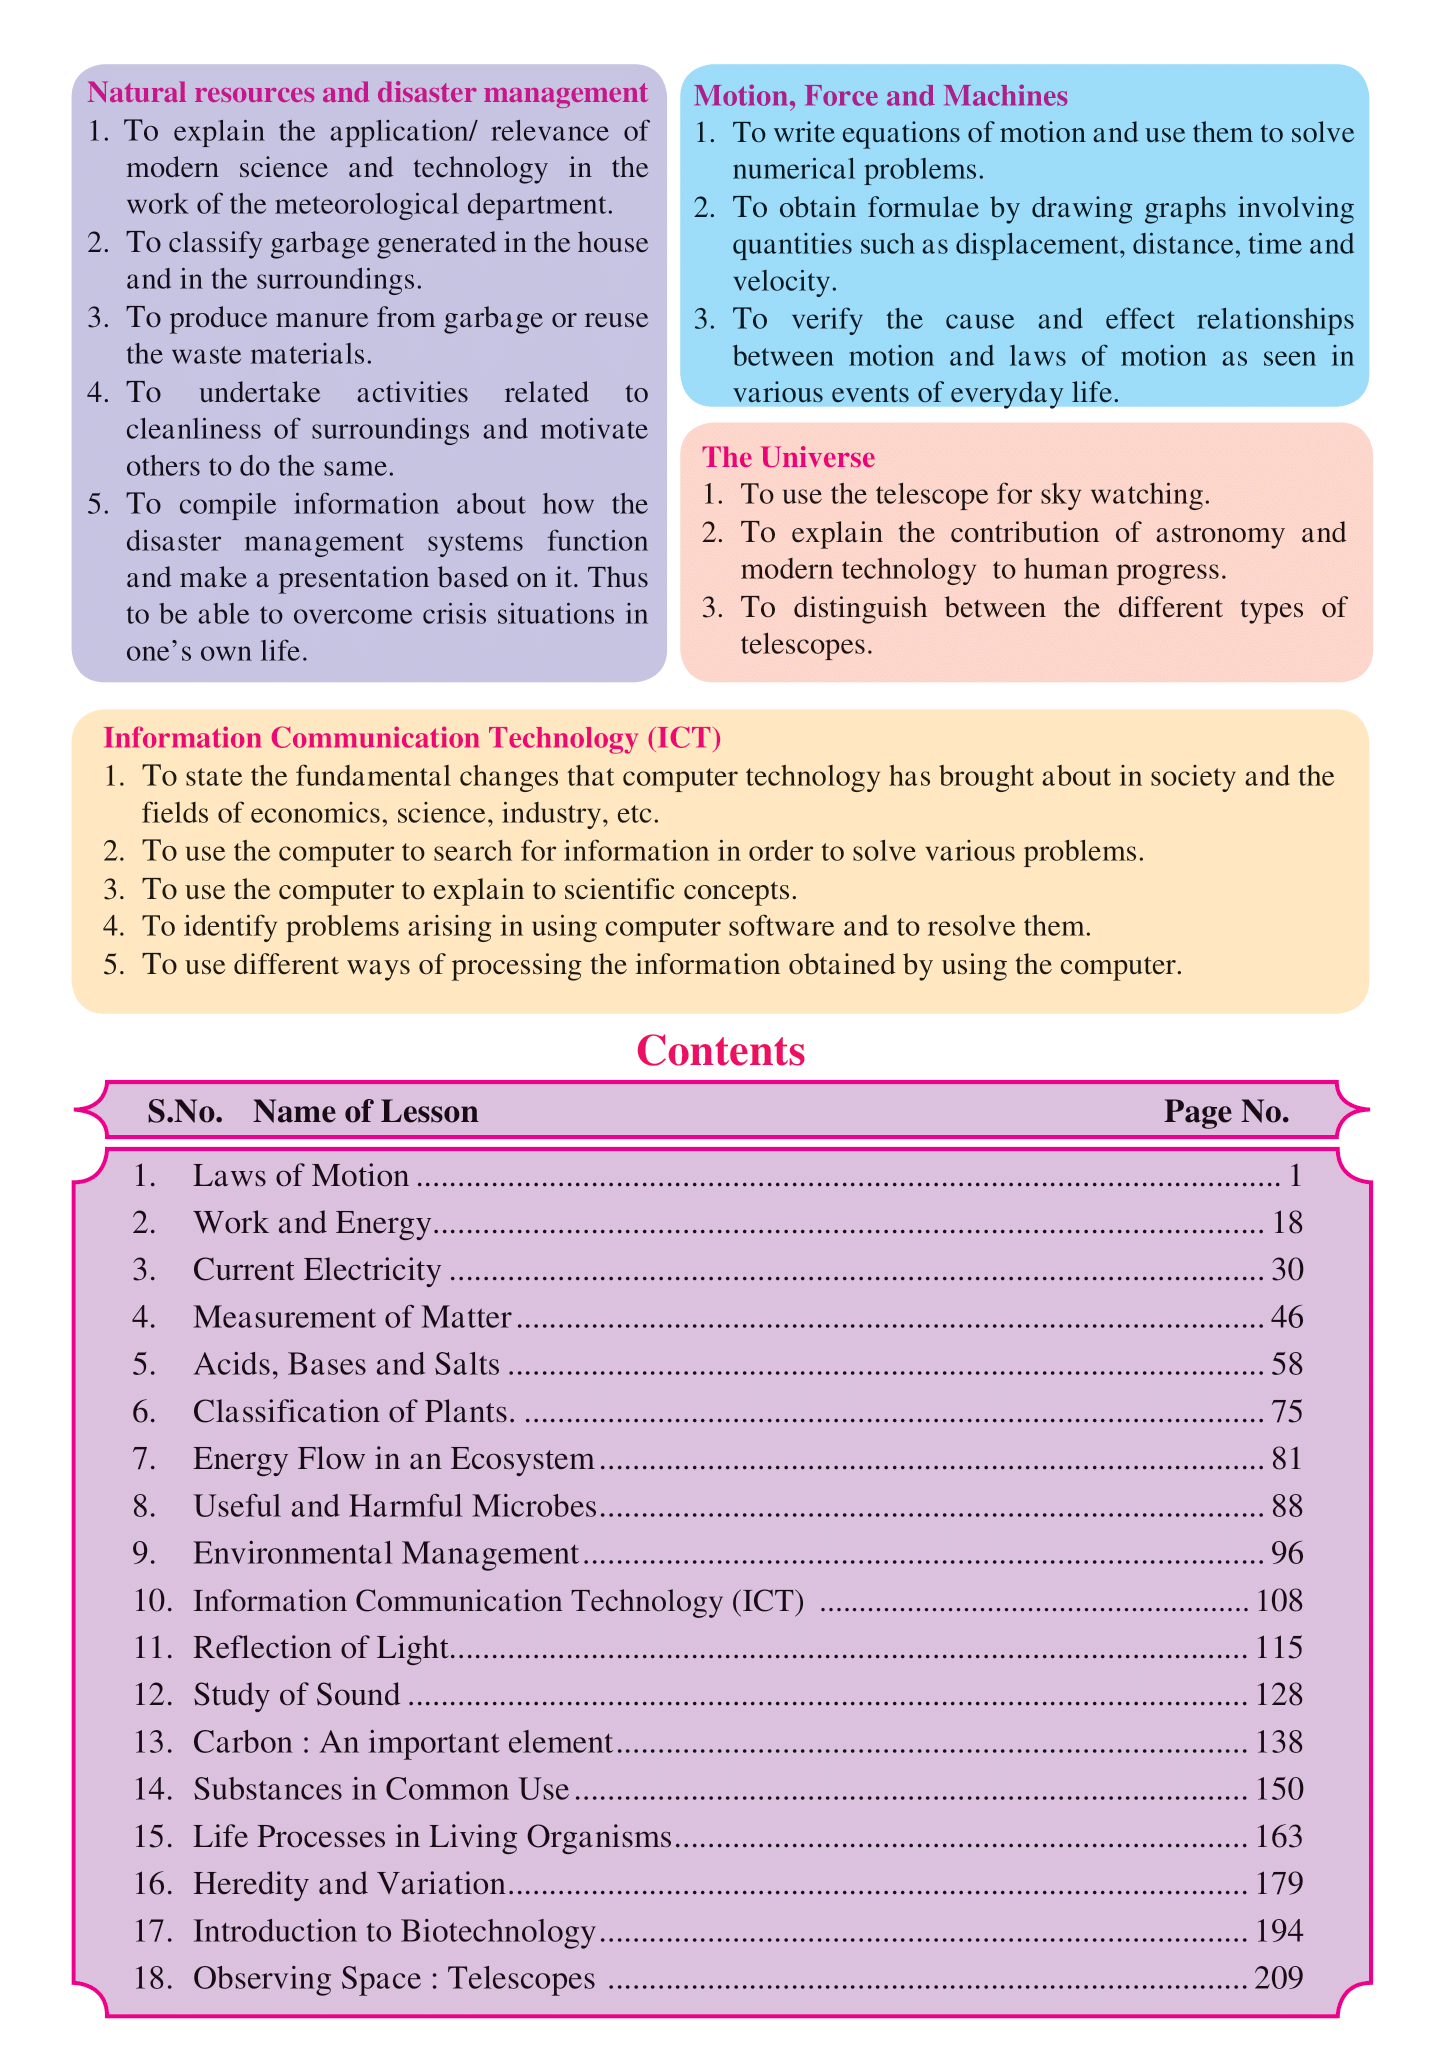 Natural resources and disaster management
1. To explain the application/ relevance of
modern science and technology in the
work of the meteorological department.
2. To classify garbage generated in the house
and in the surroundings.
3. To produce manure from garbage or reuse
the waste materials.
4. To undertake activities related to
cleanliness of surroundings and motivate
others to do the same.
5. To compile information about how the
disaster management systems function
and make a presentation based on it. Thus
to be able to overcome crisis situations in
one's own life.
Motion, Force and Machines
1. To write equations of motion and use them to solve
numerical problems.
2. To obtain formulae by drawing graphs involving
quantities such as displacement, distance, time and
velocity.
3. To verify the cause and effect relationships
between motion and laws of motion as seen in
various events of everyday life.
The Universe
1. To use the telescope for sky watching.
2. To explain the contribution of astronomy and
modern technology to human progress.
3. To distinguish between the different types of
telescopes.
Information Communication Technology (ICT)
1. To state the fundamental changes that computer technology has brought about in society and the
fields of economics, science, industry, etc.
2. To use the computer to search for information in order to solve various problems.
3. To use the computer to explain to scientific concepts.
4. To identify problems arising in using computer software and to resolve them.
5. To use different ways of processing the information obtained by using the computer.
Contents
S.No. Name of Lesson Page No.
1. Laws of Motion ........ 1
2. Work and Energy........ 18
3. Current Electricity ........ 30
4. Measurement of Matter ........ 46
5. Acids, Bases and Salts ........ 58
6. Classification of Plants. ........ 75
7. Energy Flow in an Ecosystem ........ 81
8. Useful and Harmful Microbes........ 88
9. Environmental Management ........ 96
10. Information Communication Technology (ICT) ........ 108
11. Reflection of Light........ 115
12. Study of Sound ........ 128
13. Carbon : An important element ........ 138
14. Substances in Common Use ........ 150
15. Life Processes in Living Organisms........ 163
16. Heredity and Variation........ 179
17. Introduction to Biotechnology ........ 194
18. Observing Space : Telescopes ........ 209